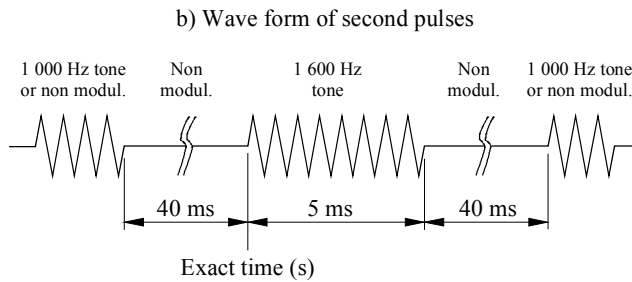 b) Wave form of second pulses
1 000 Hz tone
or non modul.
Non
modul.
1 600 Hz
tone
Non
modul.
1 000 Hz tone
or non modul.
40 ms
5 ms
40 ms
Exact time (s)